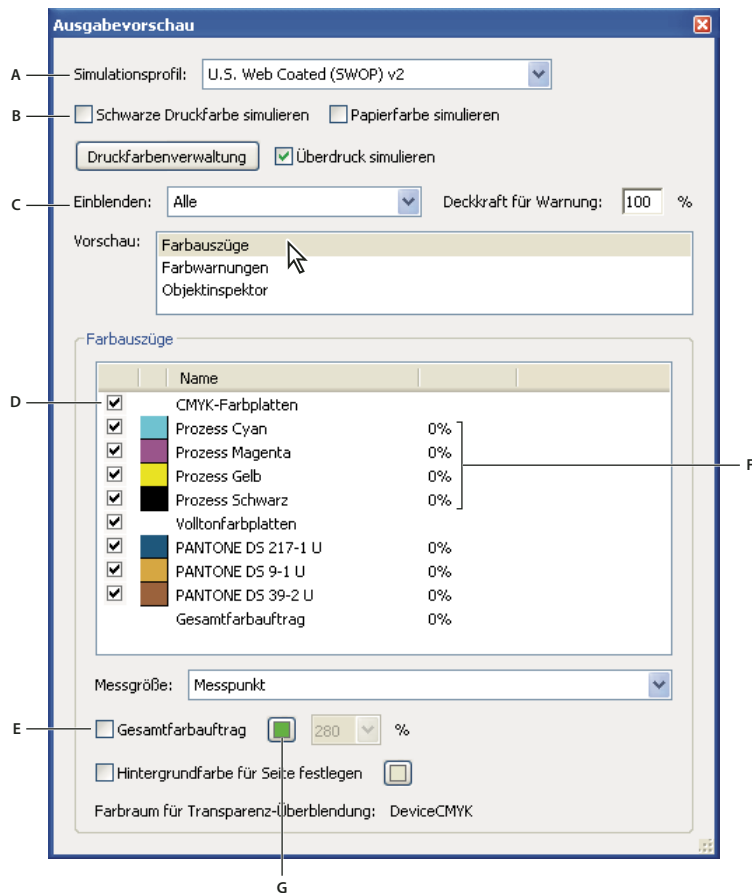 Ausgabevorschau
A Simulationsprofil: U.S. Web Coated (SWOP) v2
B Schwarze Druckfarbe simulieren Papierfarbe simulieren
Druckfarbenverwaltung Überdruck simulieren
C Einblenden: Alle Deckkraft für Warnung: 100 %
Vorschau: Farbauszüge
Farbwarnungen
Objektinspektor
Farbauszüge
Name
D CMYK-Farbplatten
Prozess Cyan 0%
Prozess Magenta 0%
F
Prozess Gelb 0%
Prozess Schwarz 0%
Volltonfarbplatten
PANTONE DS 217-1 U 0%
PANTONE DS 9-1 U 0%
PANTONE DS 39-2 U 0%
Gesamtfarbauftrag 0%
Messgröße: Messpunkt
E Gesamtfarbauftrag 280 %
Hintergrundfarbe für Seite festlegen
Farbraum für Transparenz-Überblendung: DeviceCMYK
G